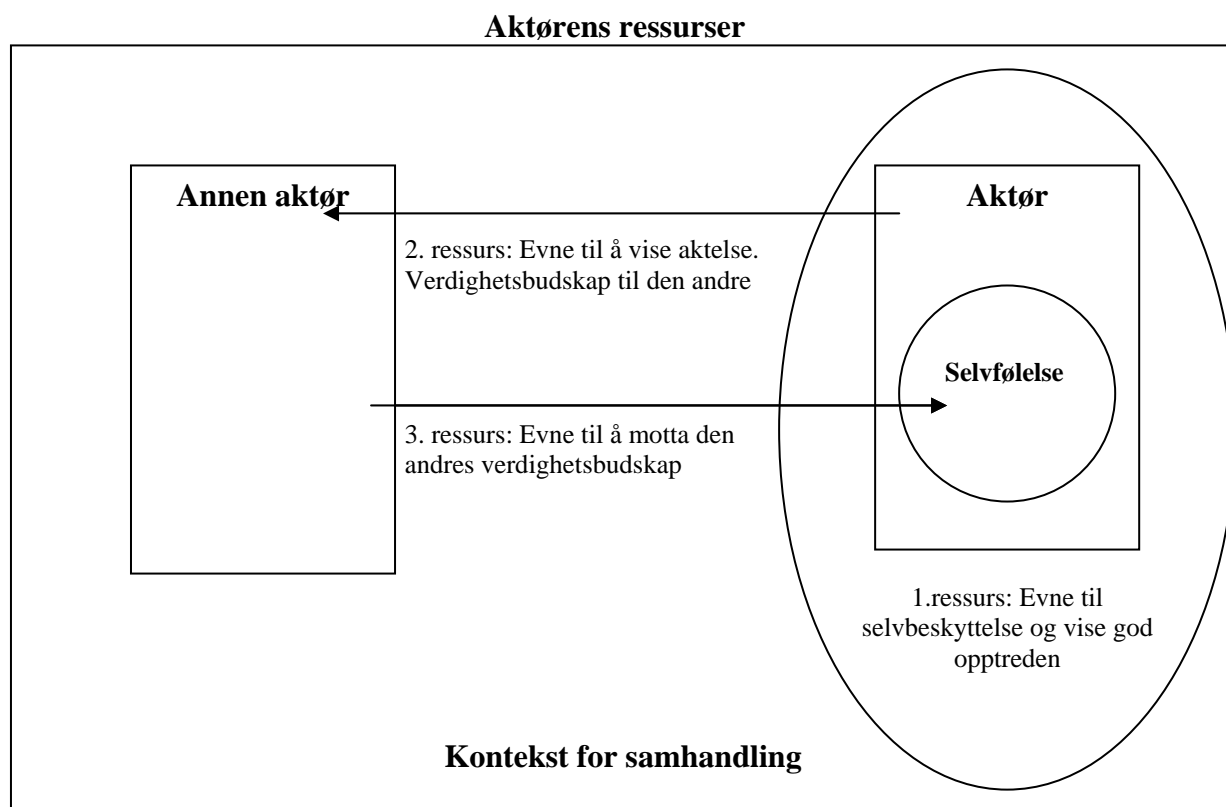 Aktørens ressurser
Annen aktør
Aktør
2. ressurs: Evne til å vise aktelse.
Verdighetsbudskap til den andre
Selvfølelse
3. ressurs: Evne til å motta den
andres verdighetsbudskap
1.ressurs: Evne til
selvbeskyttelse og vise god
opptreden
Kontekst for samhandling